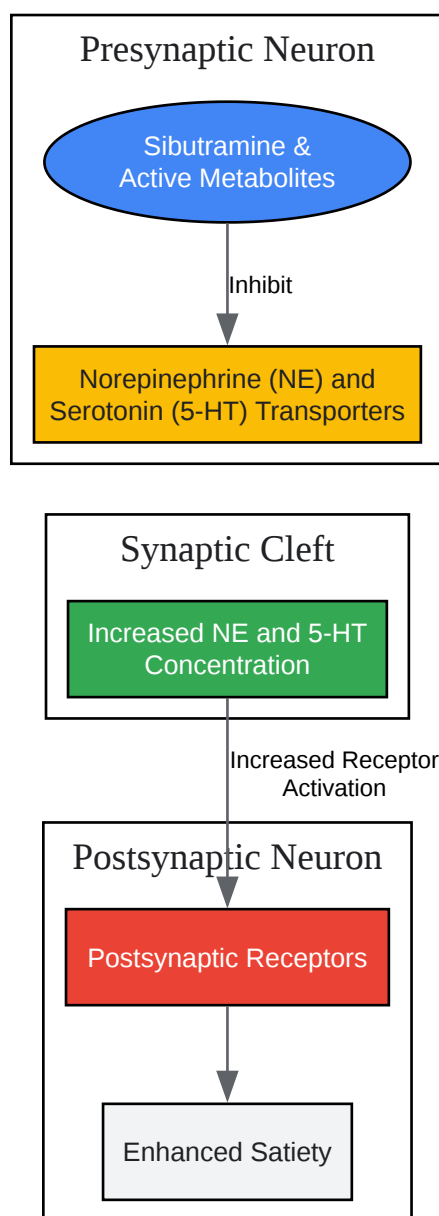 Presynaptic Neuron
Sibutramine &
Active Metabolites
Inhibit
Norepinephrine (NE) and
Serotonin (5-HT) Transporters
Synaptic Cleft
Increased NE and 5-HT
Concentration
Increased Receptor
Activation
Postsynaptic Neuron
Postsynaptic Receptors
Enhanced Satiety